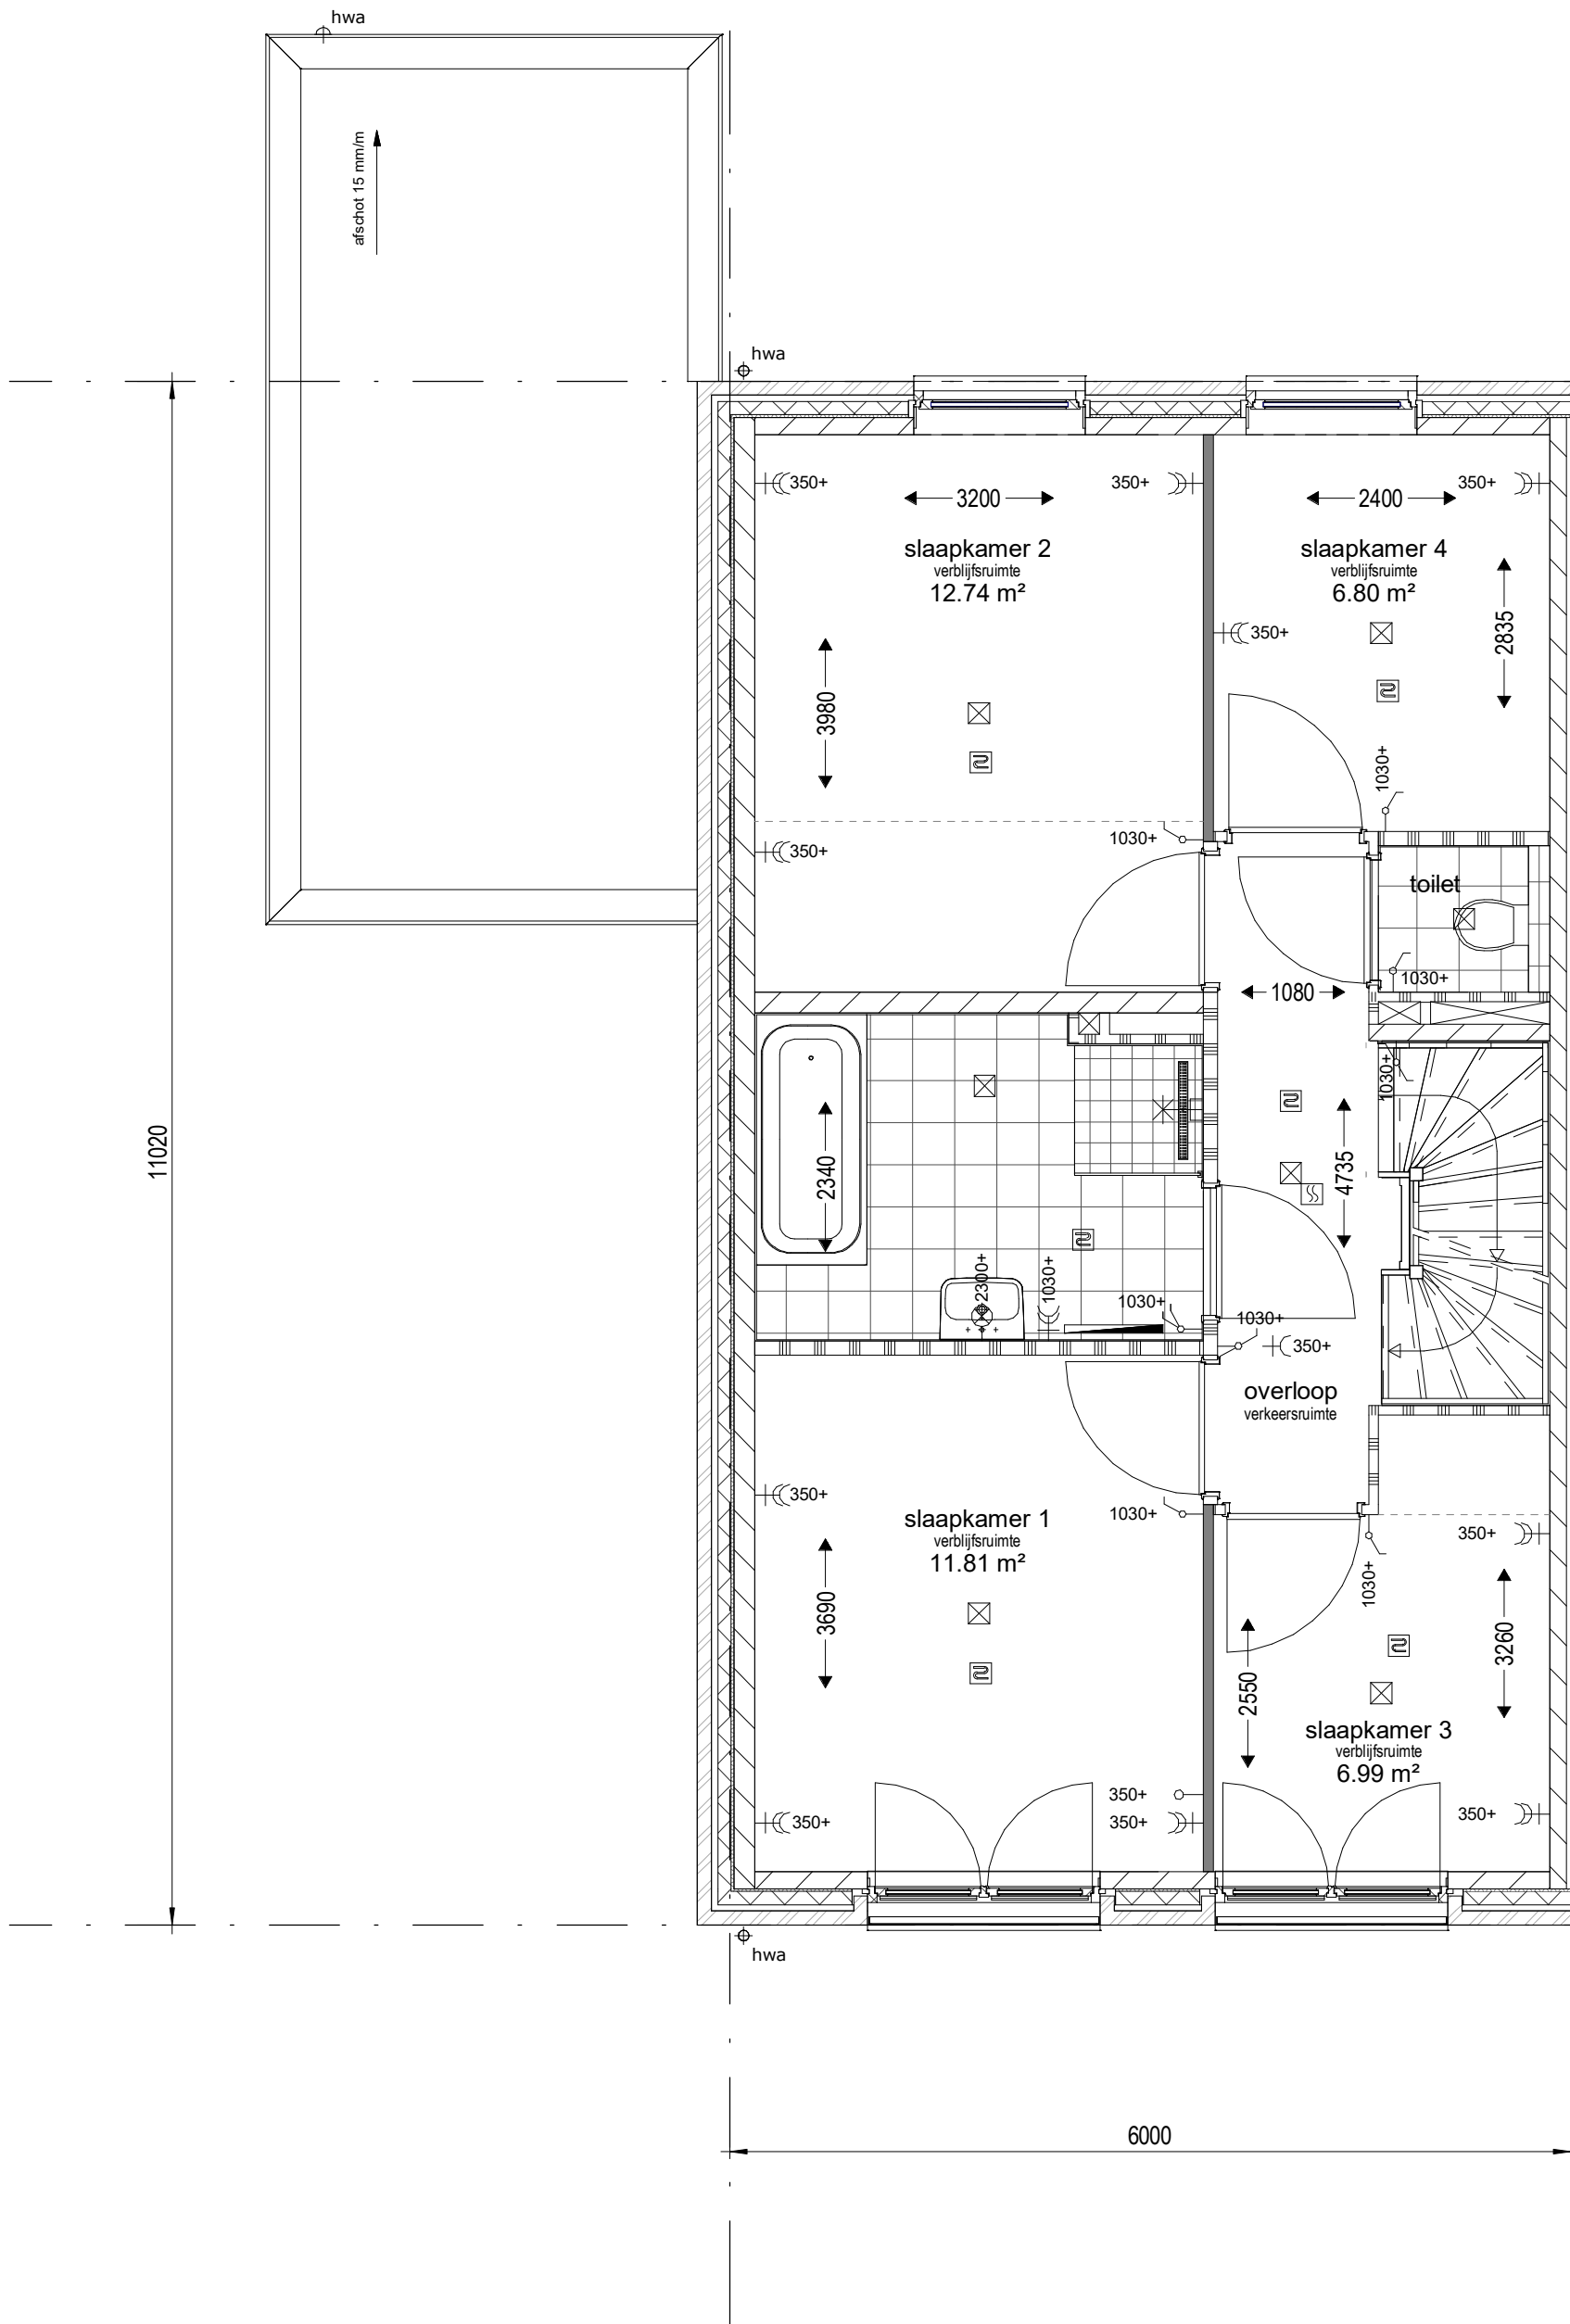 hwa
afschot 15 mm/m
hwa
350+
3200
350+
2400
350+
slaapkamer 2
verblijfsruimte
12.74 m²
slaapkamer 4
verblijfsruimte
6.80 m²
2835
350+
3980
1030+
350+
1030+
toilet
1030+
1080
1030+
11020
2340
4735
2300+
1030+
1030+
1030+
350+
overloop
verkeersruimte
350+
slaapkamer 1
verblijfsruimte
11.81 m²
1030+
350+
1030+
3690
3260
2550
slaapkamer 3
verblijfsruimte
6.99 m²
350+
350+
350+
350+
hwa
6000